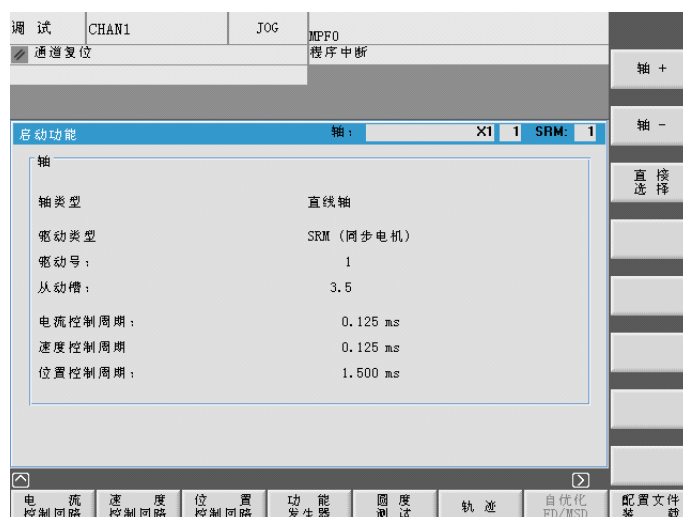 调 试 CHAN1 JOG MPF0
通道复位 程序中断
轴 +
轴 -
直 接
选 择
启动功能 轴: X1 1 SRM: 1
轴
轴类型 直线轴
驱动类型 SRM (同步电机)
驱动号: 1
从动槽: 3.5
电流控制周期: 0.125 ms
速度控制周期 0.125 ms
位置控制周期: 1.500 ms
电 流
控制回路
速 度
控制回路
位 置
控制回路
功 能
发生器
圆 度
测 试
轨 迹
自优化
FD/MSD
配置文件
装 载